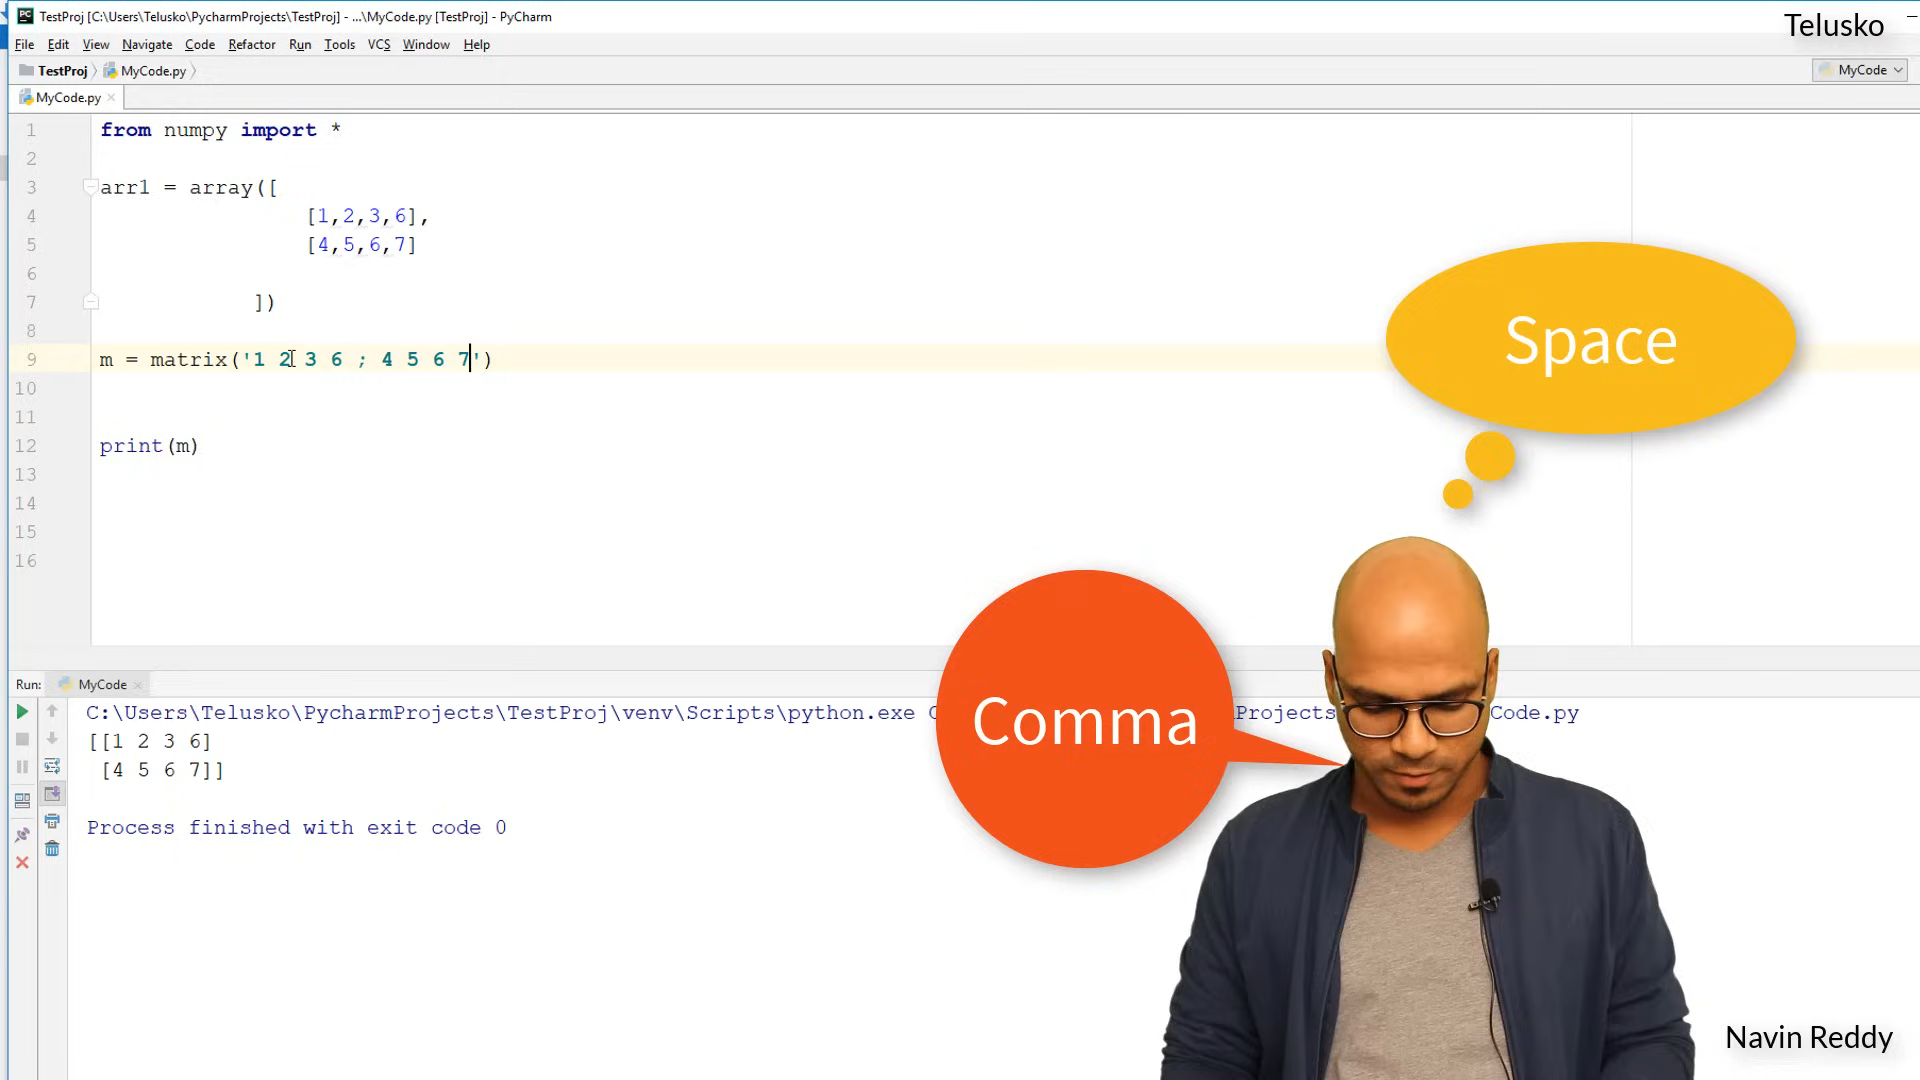 TestProj [C:\Users\Telusko\PycharmProjects\TestProj] - ...\MyCode.py [TestProj] - PyCharm
Telusko
File Edit View Navigate Code Refactor Run Tools VCS Window Help
TestProj MyCode.py
MyCode
MyCode.py
1 from numpy import *
2
3 arr1 = array([
4 [1,2,3,6],
5 [4,5,6,7]
6
7 ])
8
9 m = matrix('1 2 3 6 ; 4 5 6 7')
10
11
12 print(m)
13
14
15
16
Space
Comma
Run: MyCode
C:\Users\Telusko\PycharmProjects\TestProj\venv\Scripts\python.exe C Projects Code.py
[[1 2 3 6]
[4 5 6 7]]
Process finished with exit code 0
Navin Reddy